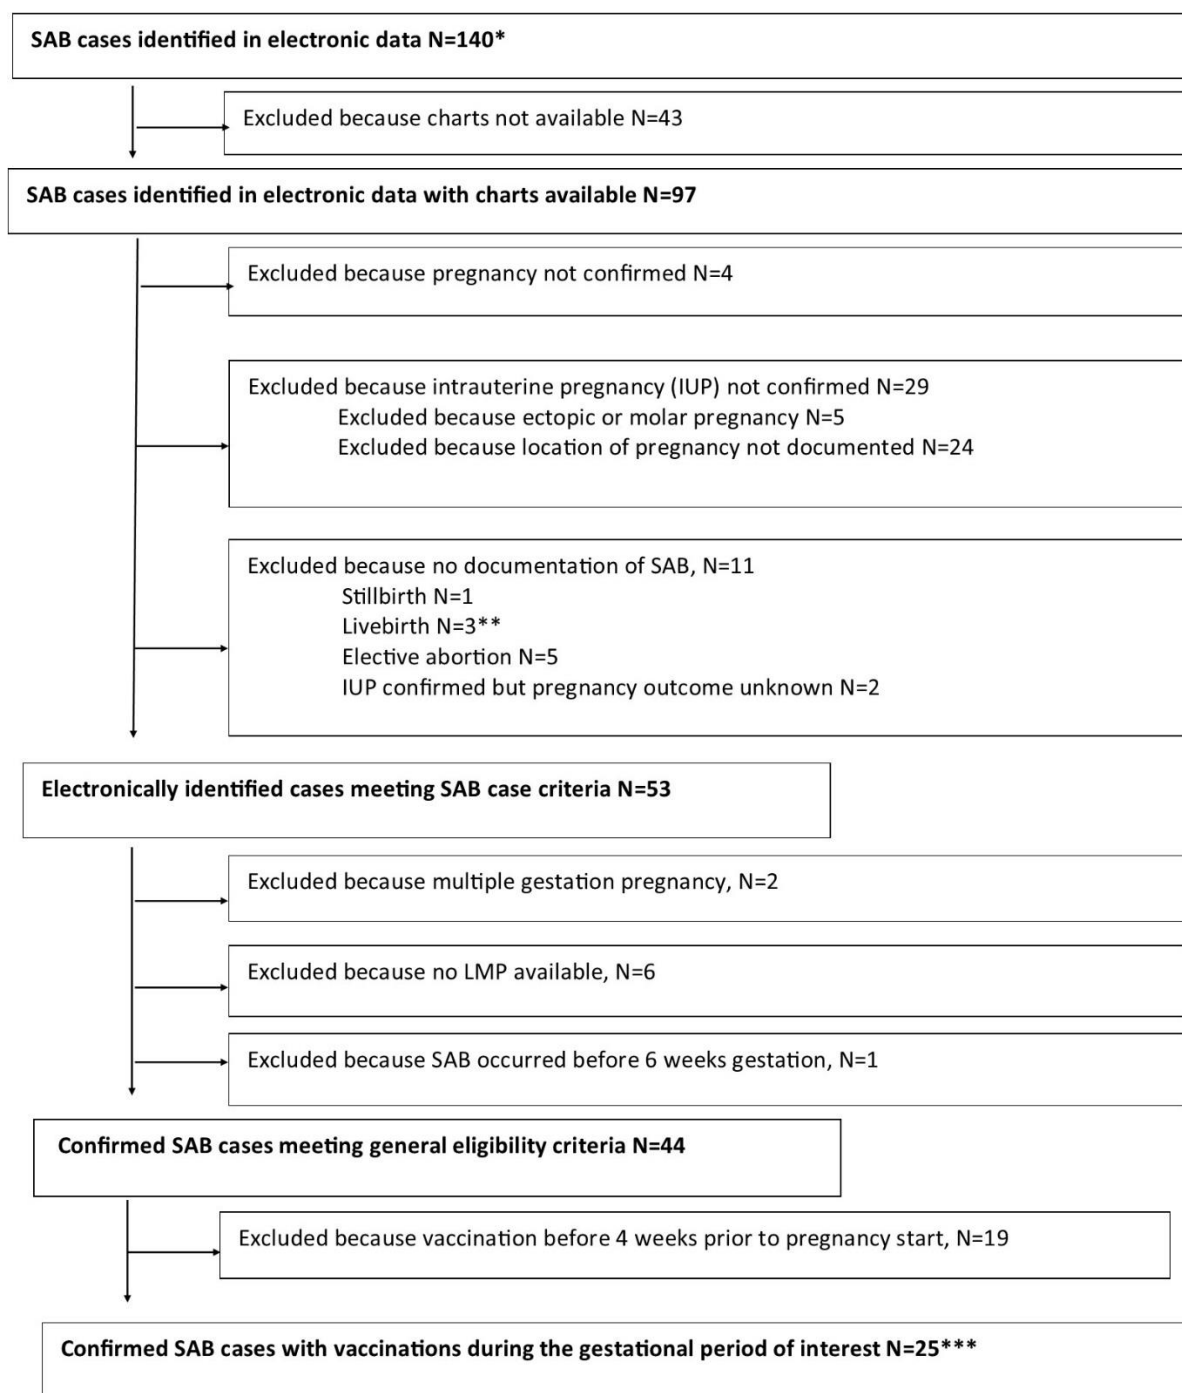 SAB cases identified in electronic data N=140*
Excluded because charts not available N=43
SAB cases identified in electronic data with charts available N=97
Excluded because pregnancy not confirmed N=4
Excluded because intrauterine pregnancy (IUP) not confirmed N=29
Excluded because ectopic or molar pregnancy N=5
Excluded because location of pregnancy not documented N=24
Excluded because no documentation of SAB, N=11
Stillbirth N=1
Livebirth N=3**
Elective abortion N=5
IUP confirmed but pregnancy outcome unknown N=2
Electronically identified cases meeting SAB case criteria N=53
Excluded because multiple gestation pregnancy, N=2
Excluded because no LMP available, N=6
Excluded because SAB occurred before 6 weeks gestation, N=1
Confirmed SAB cases meeting general eligibility criteria N=44
Excluded because vaccination before 4 weeks prior to pregnancy start, N=19
Confirmed SAB cases with vaccinations during the gestational period of interest N=25***